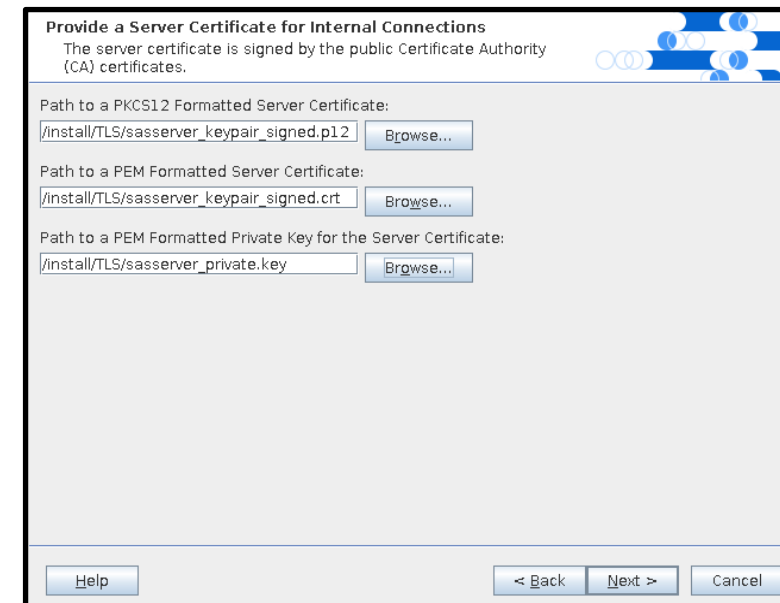 Provide a Server Certificate for Internal Connections
The server certificate is signed by the public Certificate Authority
(CA) certificates.
Path to a PKCS12 Formatted Server Certificate:
/install/TLS/sasserver_keypair_signed.p12 Browse...
Path to a PEM Formatted Server Certificate:
/install/TLS/sasserver_keypair_signed.crt Browse...
Path to a PEM Formatted Private Key for the Server Certificate:
/install/TLS/sasserver_private.key Browse...
Help < Back Next > Cancel